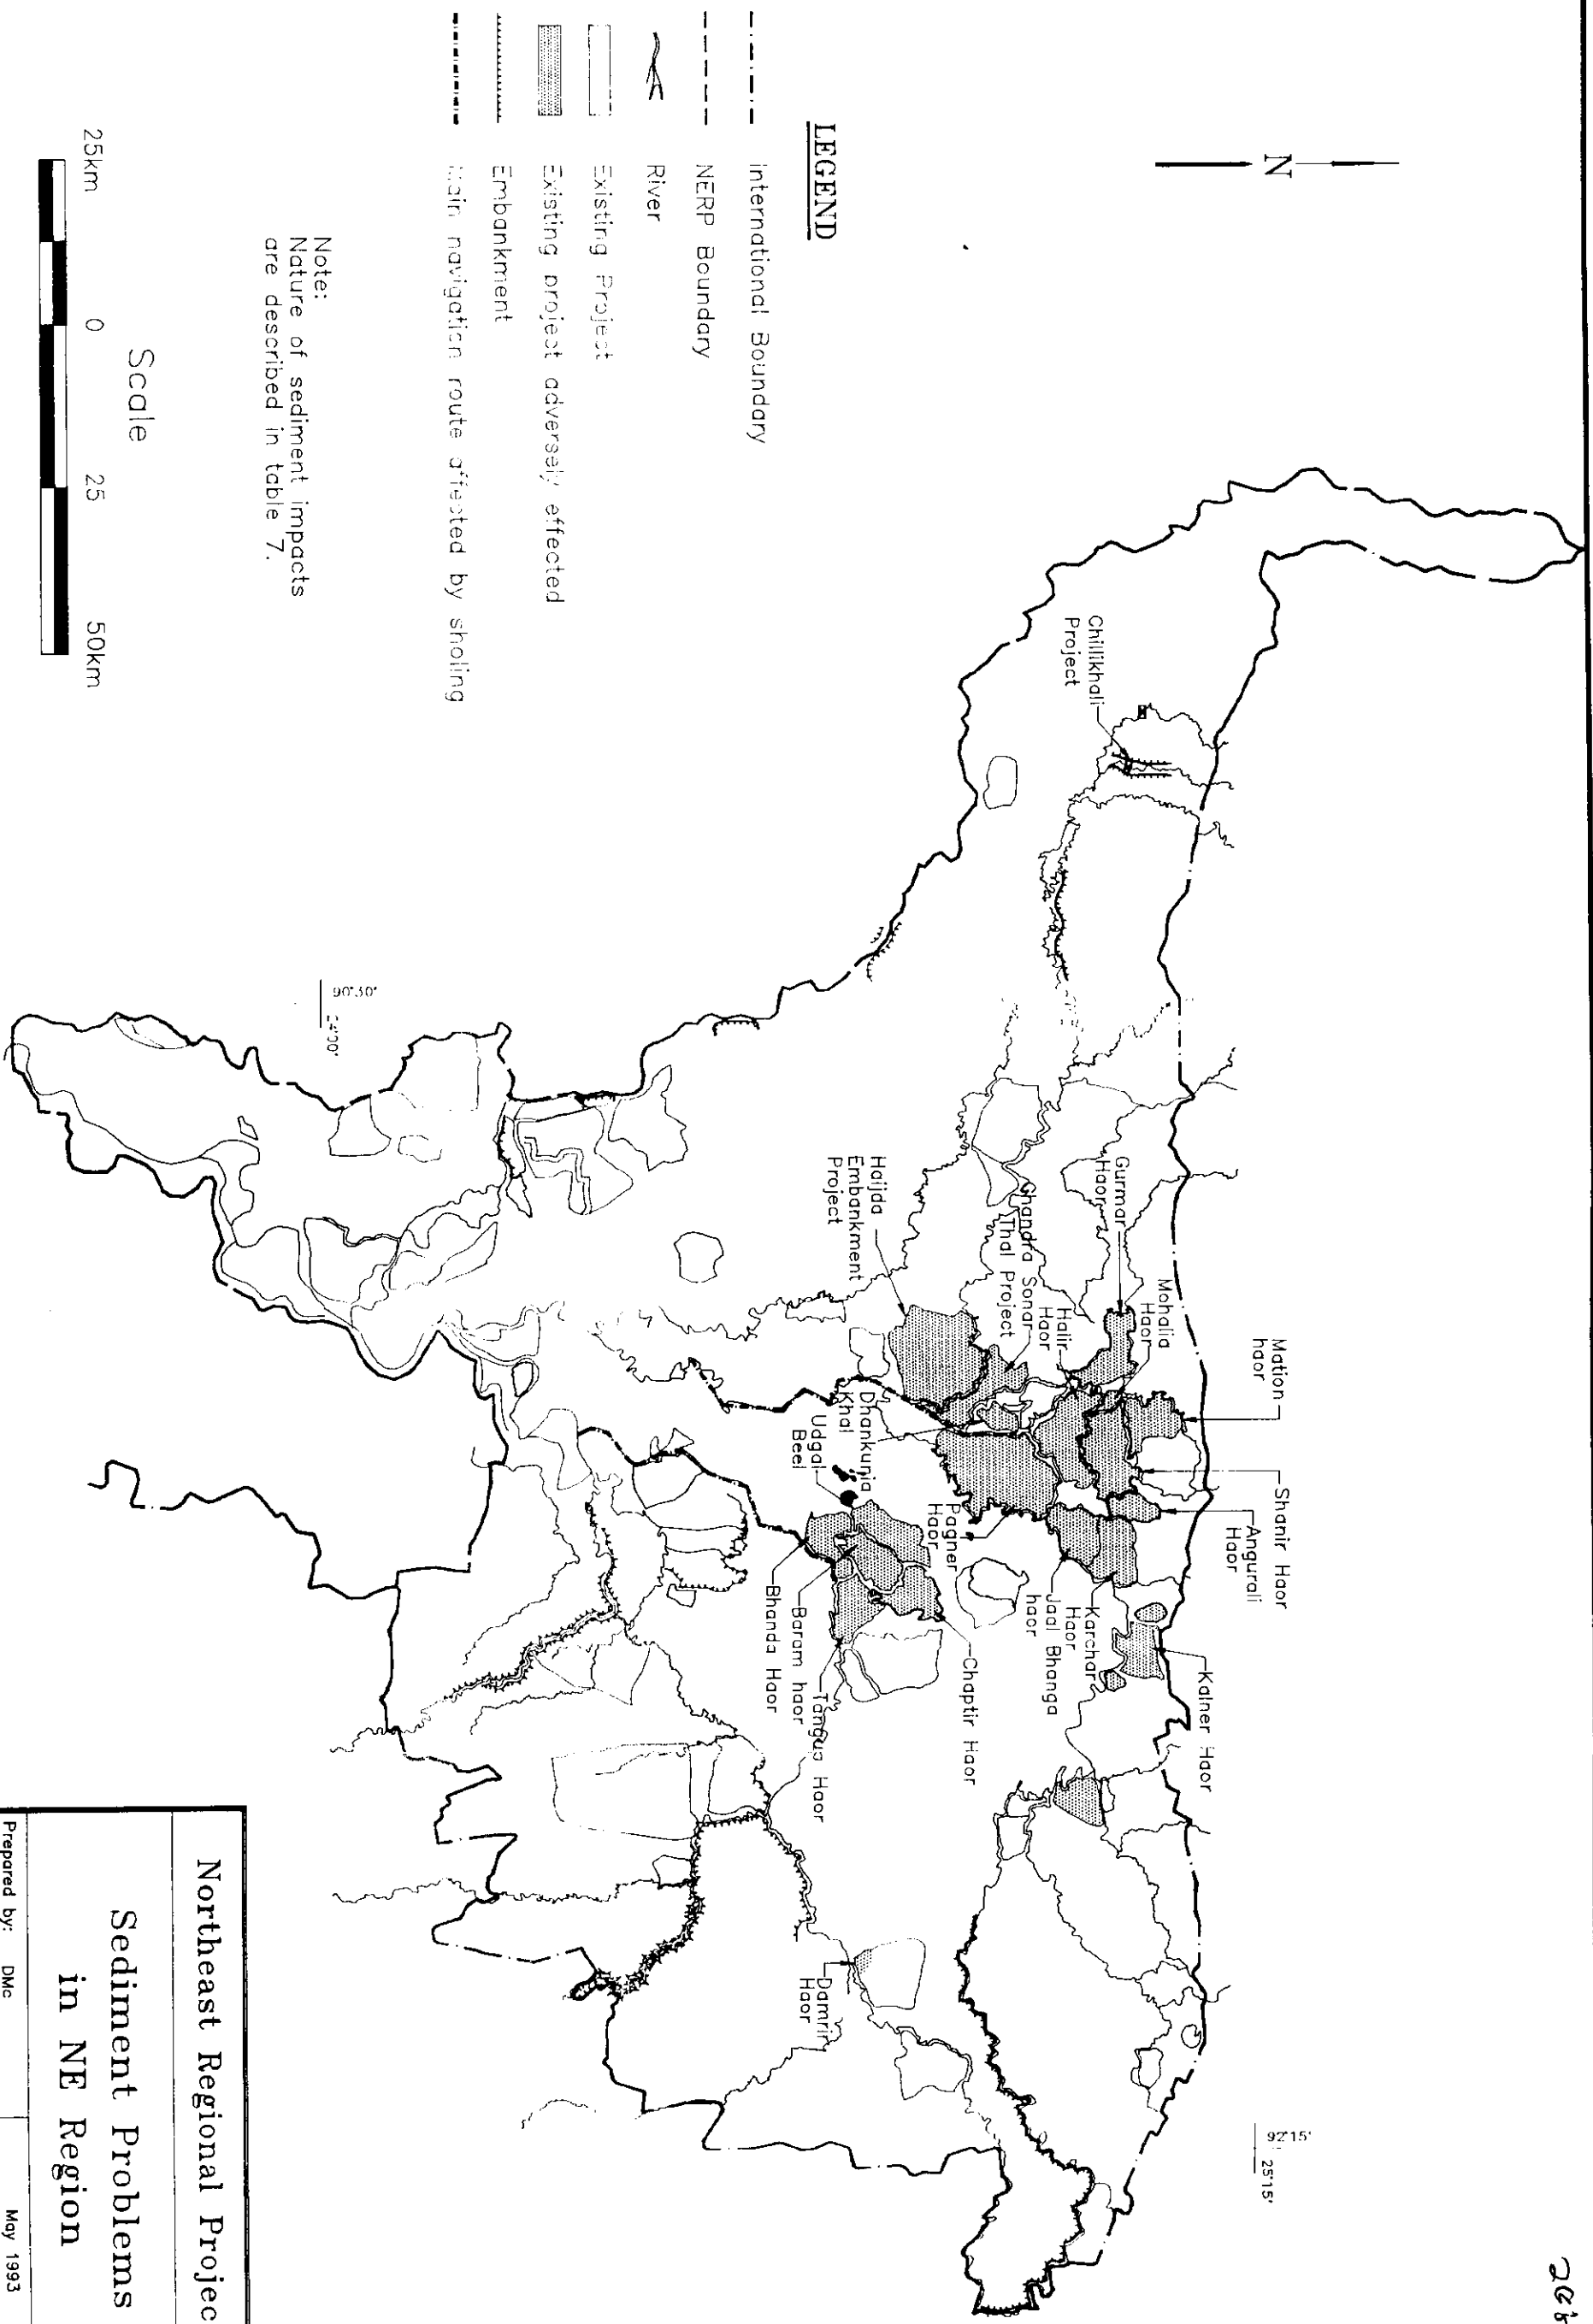 N
LEGEND
International Boundary
NERP Boundary
River
Existing Project
Existing project adversely effected
Embankment
Main navigation route affected by sholing
Note:
Nature of sediment impacts
are described in table 7.
Scale
25km 0 25 50km
Chillikhali
Project
90°30'
24°00'
92°15'
25°15'
Mation
haor
Shanir Haor
Angurali
Haor
Mohalia
Haor
Gurmar
Haor
Halir
Haor
Chandra Sonar
Thal Project
Haijda
Embankment
Project
Dhankunia
Khal
Udgal
Beel
Pagner
Haor
Kalner Haor
Karchar
Haor
Jaal Bhanga
haor
Chaptir Haor
Tangua Haor
Baram haor
Bhanda Haor
Damrir
Haor
Northeast Regional Projec
Sediment Problems
in NE Region
Prepared by: DMc
May 1993